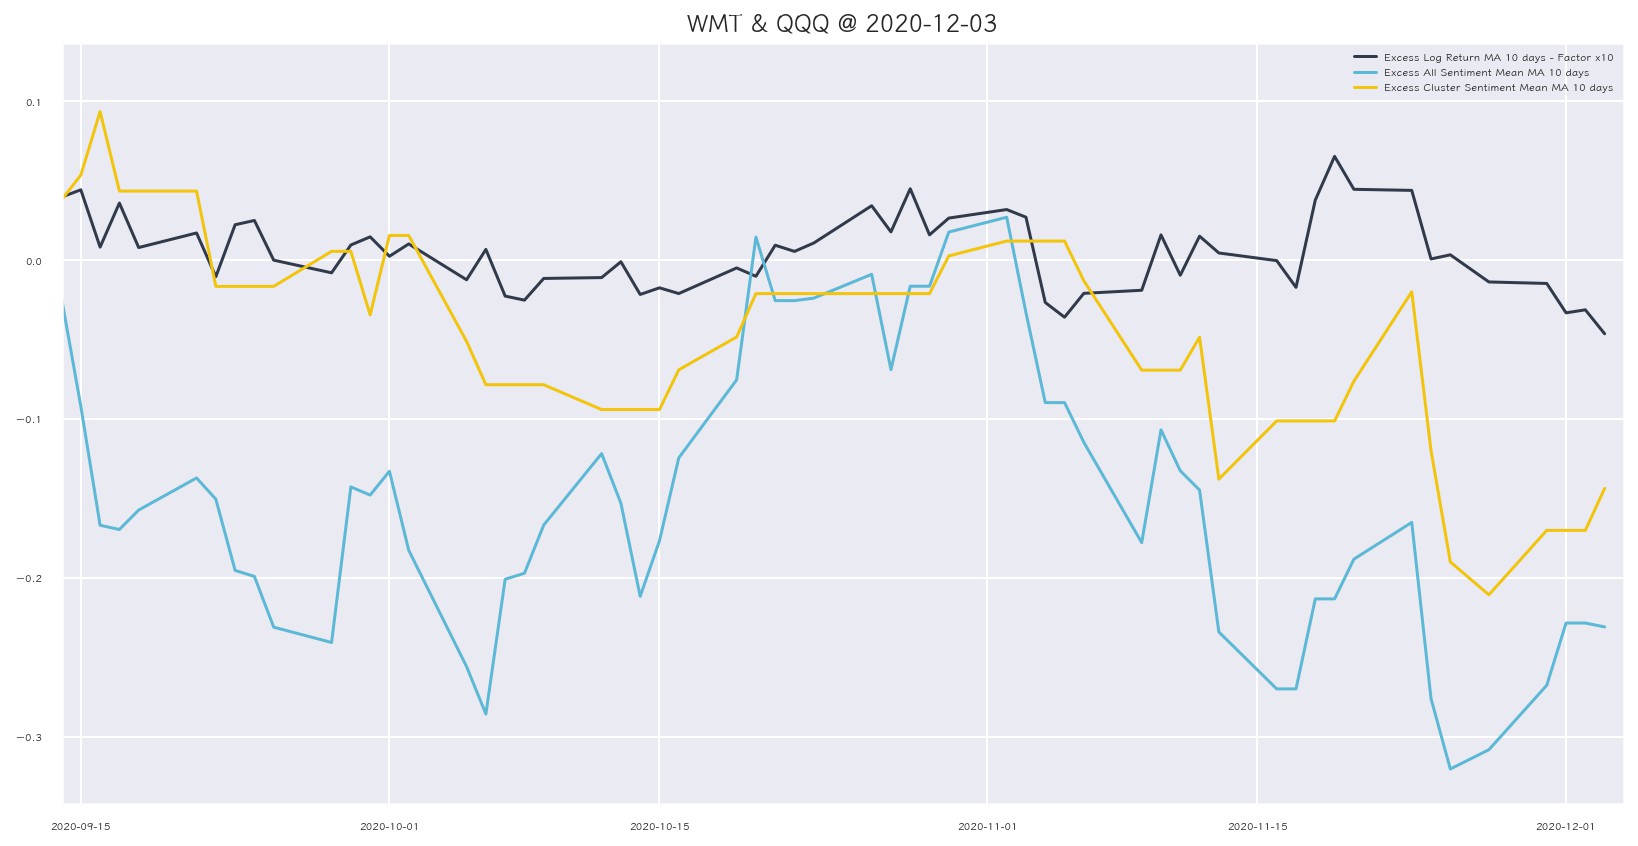 WMT & QQQ @ 2020-12-03
Excess Log Return MA 10 days - Factor x10
Excess All Sentiment Mean MA 10 days
Excess Cluster Sentiment Mean MA 10 days
0.1
0.0
−0.1
−0.2
−0.3
2020-09-15 2020-10-01 2020-10-15 2020-11-01 2020-11-15 2020-12-01